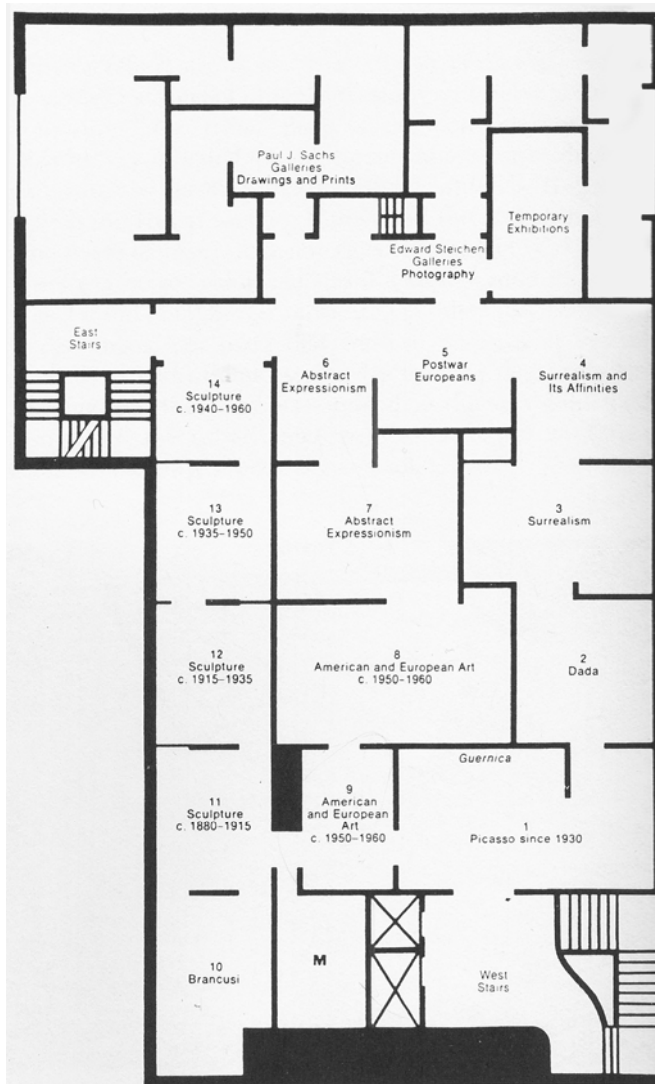 Paul J. Sachs
Galleries
Drawings and Prints
Temporary
Exhibitions
Edward Steichen
Galleries
Photography
East
Stairs
14
Sculpture
c. 1940-1960
6
Abstract
Expressionism
5
Postwar
Europeans
4
Surrealism and
Its Affinities
13
Sculpture
c. 1935-1950
7
Abstract
Expressionism
3
Surrealism
12
Sculpture
c. 1915-1935
8
American and European Art
c. 1950-1960
2
Dada
Guernica
11
Sculpture
c. 1880-1915
9
American
and European
Art
c. 1950-1960
1
Picasso since 1930
10
Brancusi
M
West
Stairs